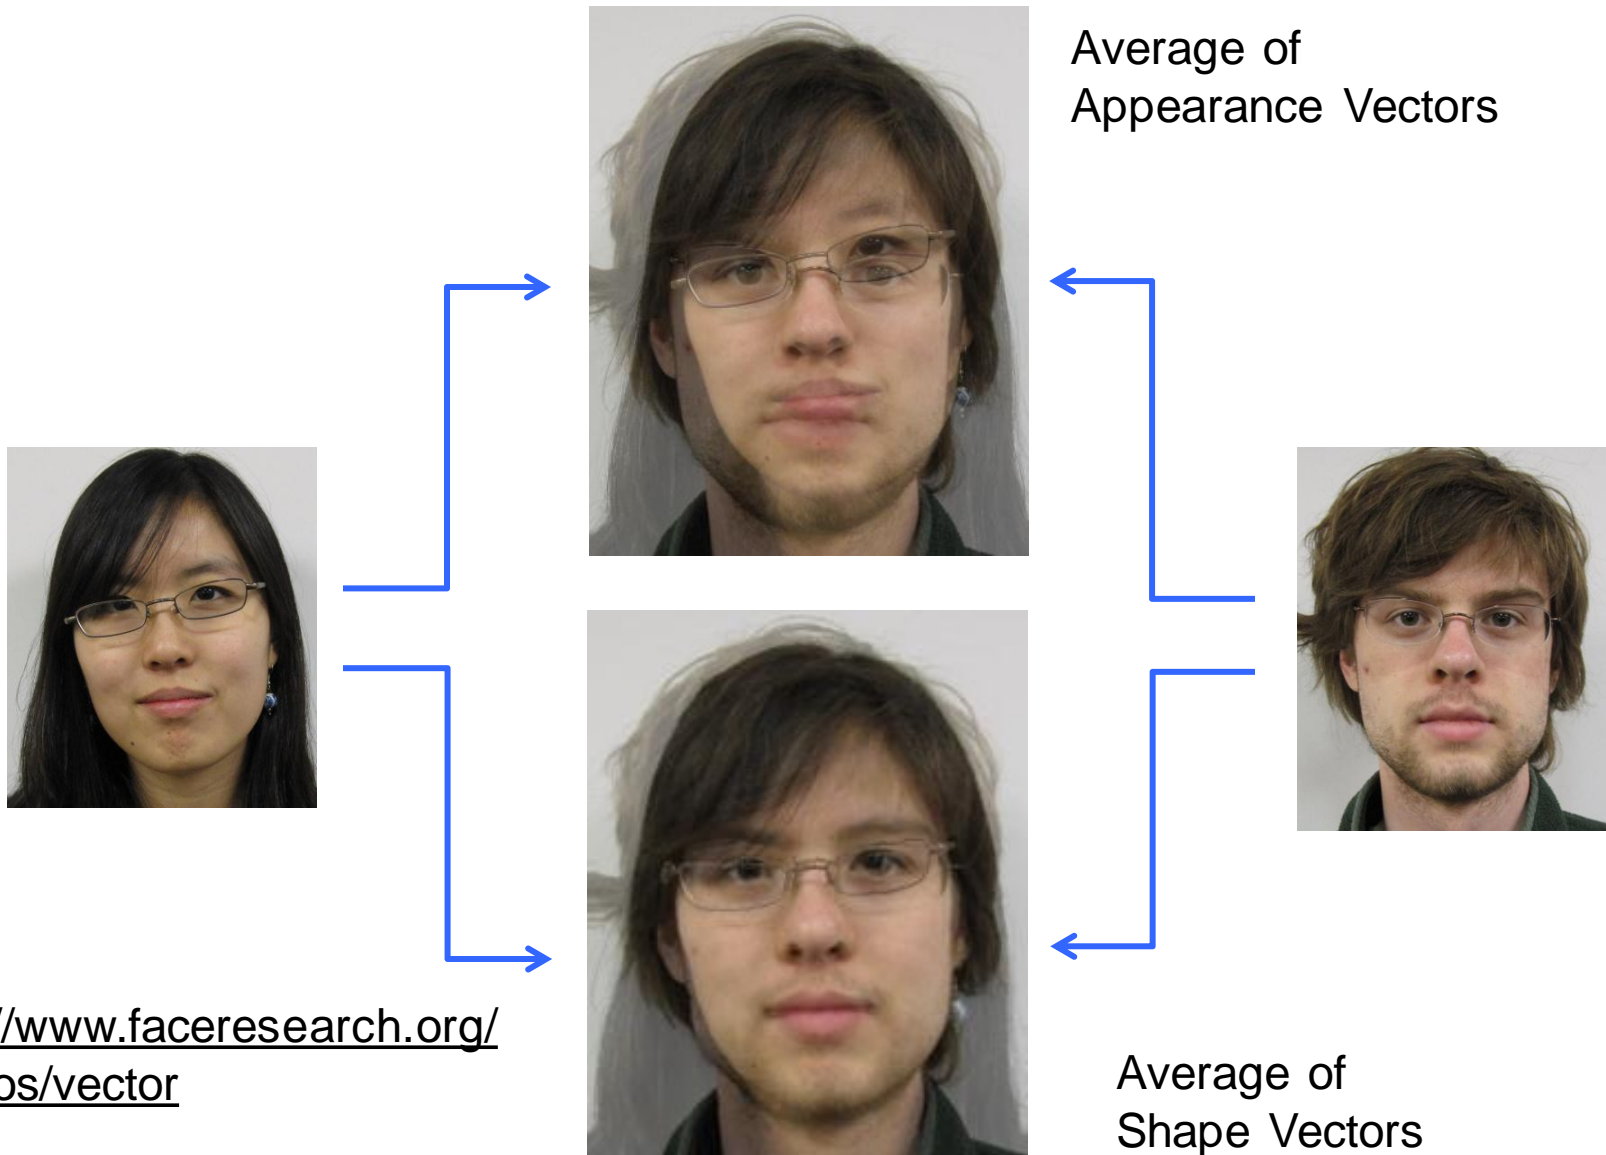 Average of
Appearance Vectors
//www.faceresearch.org/
os/vector
Average of
Shape Vectors